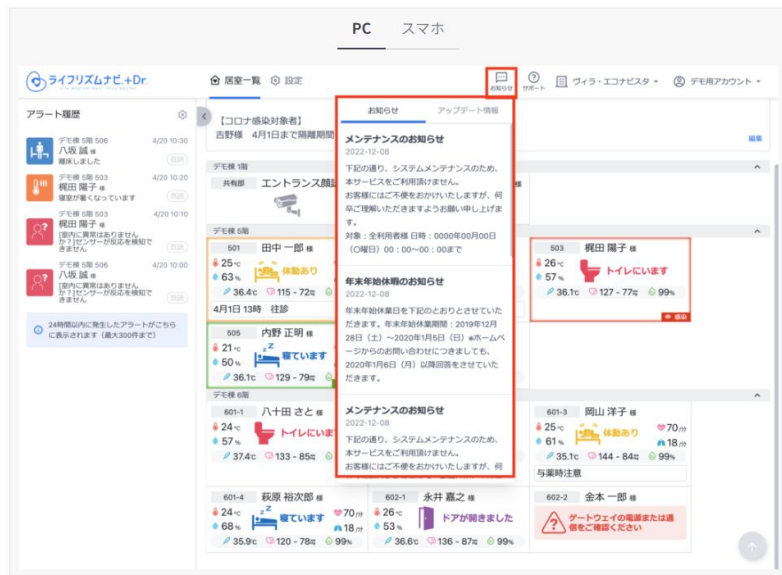 PC スマホ
ライフリズムナビ+Dr.
居室一覧 設定
お知らせ
サポート
ヴィラ・エコナビスタ
デモ用アカウント
アラート履歴
デモ棟 5階 506 4/20 10:30
八坂 誠 様
離床しました
デモ棟 5階 503 4/20 10:20
梶田 陽子 様
寝室が暑くなっています
デモ棟 5階 503 4/20 10:10
梶田 陽子 様
[室内に異常はありません
か？]センサーが反応を検知で
きません
デモ棟 5階 506 4/20 10:00
八坂 誠 様
[室内に異常はありません
か？]センサーが反応を検知で
きません
24時間以内に発生したアラートがこちら
に表示されます（最大300件まで）
【コロナ感染対象者】
吉野様 4月1日まで隔離期間
編集
デモ棟 1階
共有部 エントランス顔認
様
デモ棟 5階
501 田中 一郎 様
25℃
63%
体動あり
36.4℃ 115 - 72
4月1日 13時 往診
503 梶田 陽子 様
26℃
57%
トイレにいます
36.1℃ 127 - 77 99%
感染
505 内野 正明 様
21℃
50%
寝ています
36.1℃ 129 - 79
デモ棟 6階
601-1 八十田 さと 様
24℃
57%
トイレにいま
37.4℃ 133 - 85
601-3 岡山 洋子 様
25℃
61%
体動あり
70/分
18/分
35.1℃ 144 - 84 99%
与薬時注意
601-4 萩原 裕次郎 様
24℃
68%
寝ています
70/分
18/分
35.9℃ 120 - 78 99%
602-1 永井 嘉之 様
26℃
53%
ドアが開きました
36.6℃ 136 - 87 99%
602-2 金本 一郎 様
ゲートウェイの電源または通
信をご確認ください
お知らせ アップデート情報
メンテナンスのお知らせ
2022-12-08
下記の通り、システムメンテナンスのため、
本サービスをご利用頂けません。
お客様にはご不便をおかけいたしますが、何
卒ご理解いただきますようお願い申し上げま
す。
対象：全利用者様 日時：0000年00月00日
（〇曜日）00：00～00：00まで
年末年始休暇のお知らせ
2022-12-08
年末年始休業日を下記のとおりとさせていた
だきます。年末年始休業期間：2019年12月
28日（土）～2020年1月5日（日）※ホームペ
ージからのお問い合わせにつきましても、
2020年1月6日（月）以降回答をさせていた
だきます。
メンテナンスのお知らせ
2022-12-08
下記の通り、システムメンテナンスのため、
本サービスをご利用頂けません。
お客様にはご不便をおかけいたしますが、何